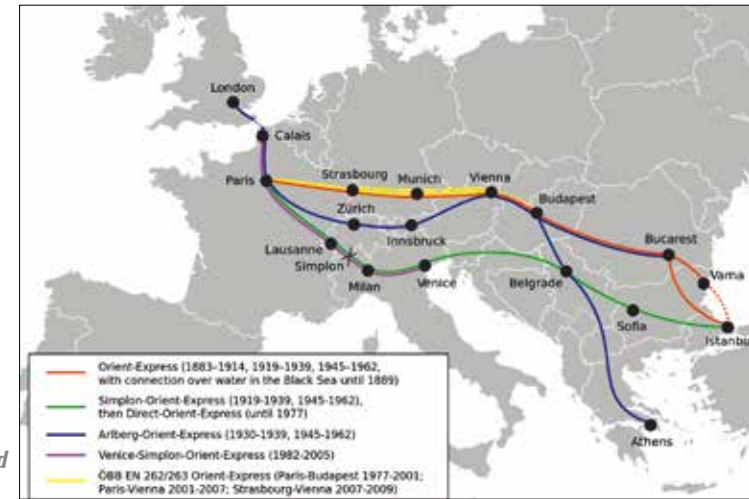 London
Calais
Paris
Strasbourg
Munich
Vienna
Budapest
Zürich
Innsbruck
Lausanne
Simplon
Milan
Venice
Belgrade
Bucarest
Varna
Sofia
Istanbu
Athens
Orient-Express (1883–1914, 1919–1939, 1945–1962,
with connection over water in the Black Sea until 1889)
Simplon-Orient-Express (1919-1939, 1945-1962),
then Direct-Orient-Express (until 1977)
Arlberg-Orient-Express (1930-1939, 1945-1962)
Venice-Simplon-Orient-Express (1982-2005)
ÖBB EN 262/263 Orient-Express (Paris-Budapest 1977-2001;
Paris-Vienna 2001-2007; Strasbourg-Vienna 2007-2009)
d